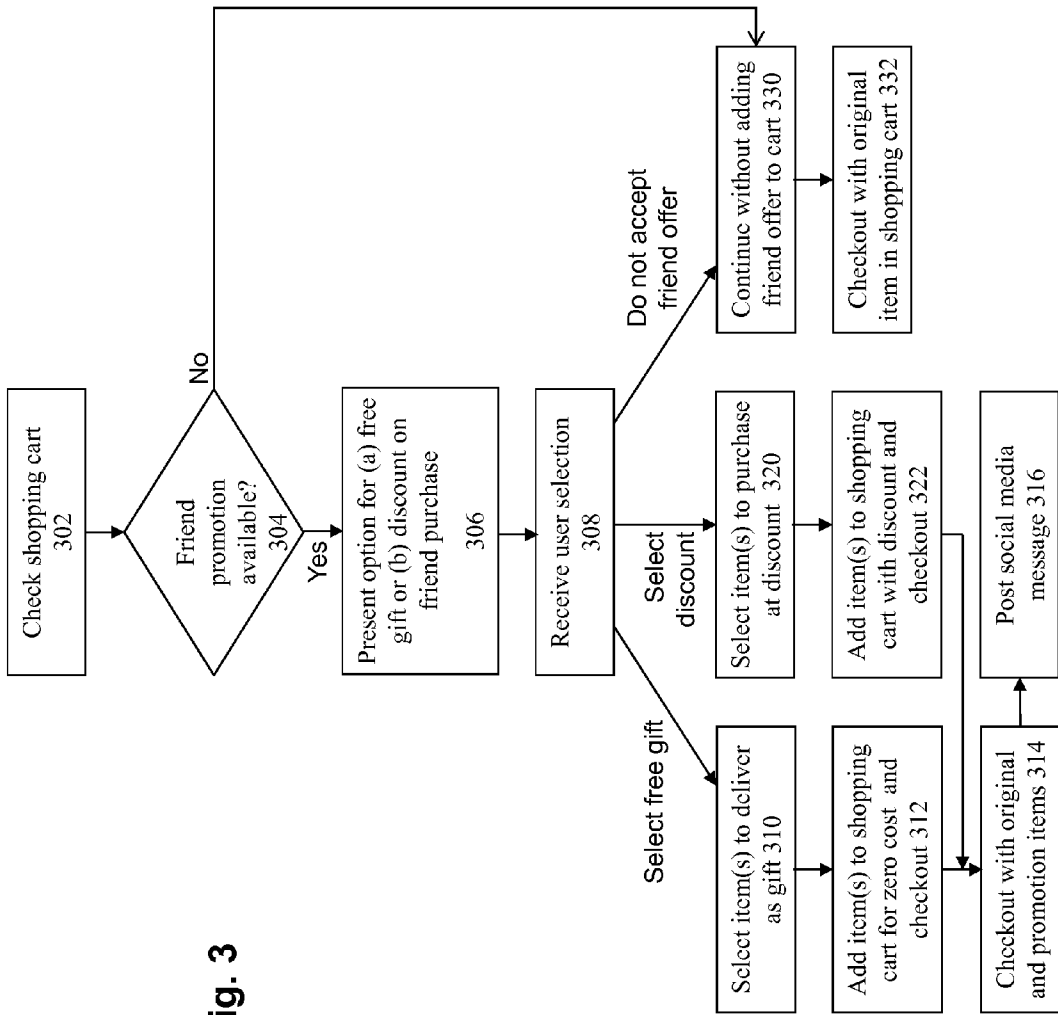 Check shopping cart
302
Friend
promotion
available?
304
No
Yes
Present option for (a) free
gift or (b) discount on
friend purchase
306
Receive user selection
308
Select free gift
Select
discount
Do not accept
friend offer
Select item(s) to deliver
as gift 310
Select item(s) to purchase
at discount 320
Continue without adding
friend offer to cart 330
Add item(s) to shopping
cart for zero cost and
checkout 312
Add item(s) to shopping
cart with discount and
checkout 322
Checkout with original
item in shopping cart 332
Checkout with original
and promotion items 314
Post social media
message 316
ig. 3